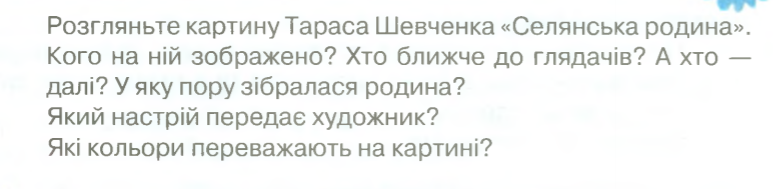 Розгляньте картину Тараса Шевченка «Селянська родина».
Кого на ній зображено? Хто ближче до глядачів? А хто —
далі? У яку пору зібралася родина?
Який настрій передає художник?
Які кольори переважають на картині?